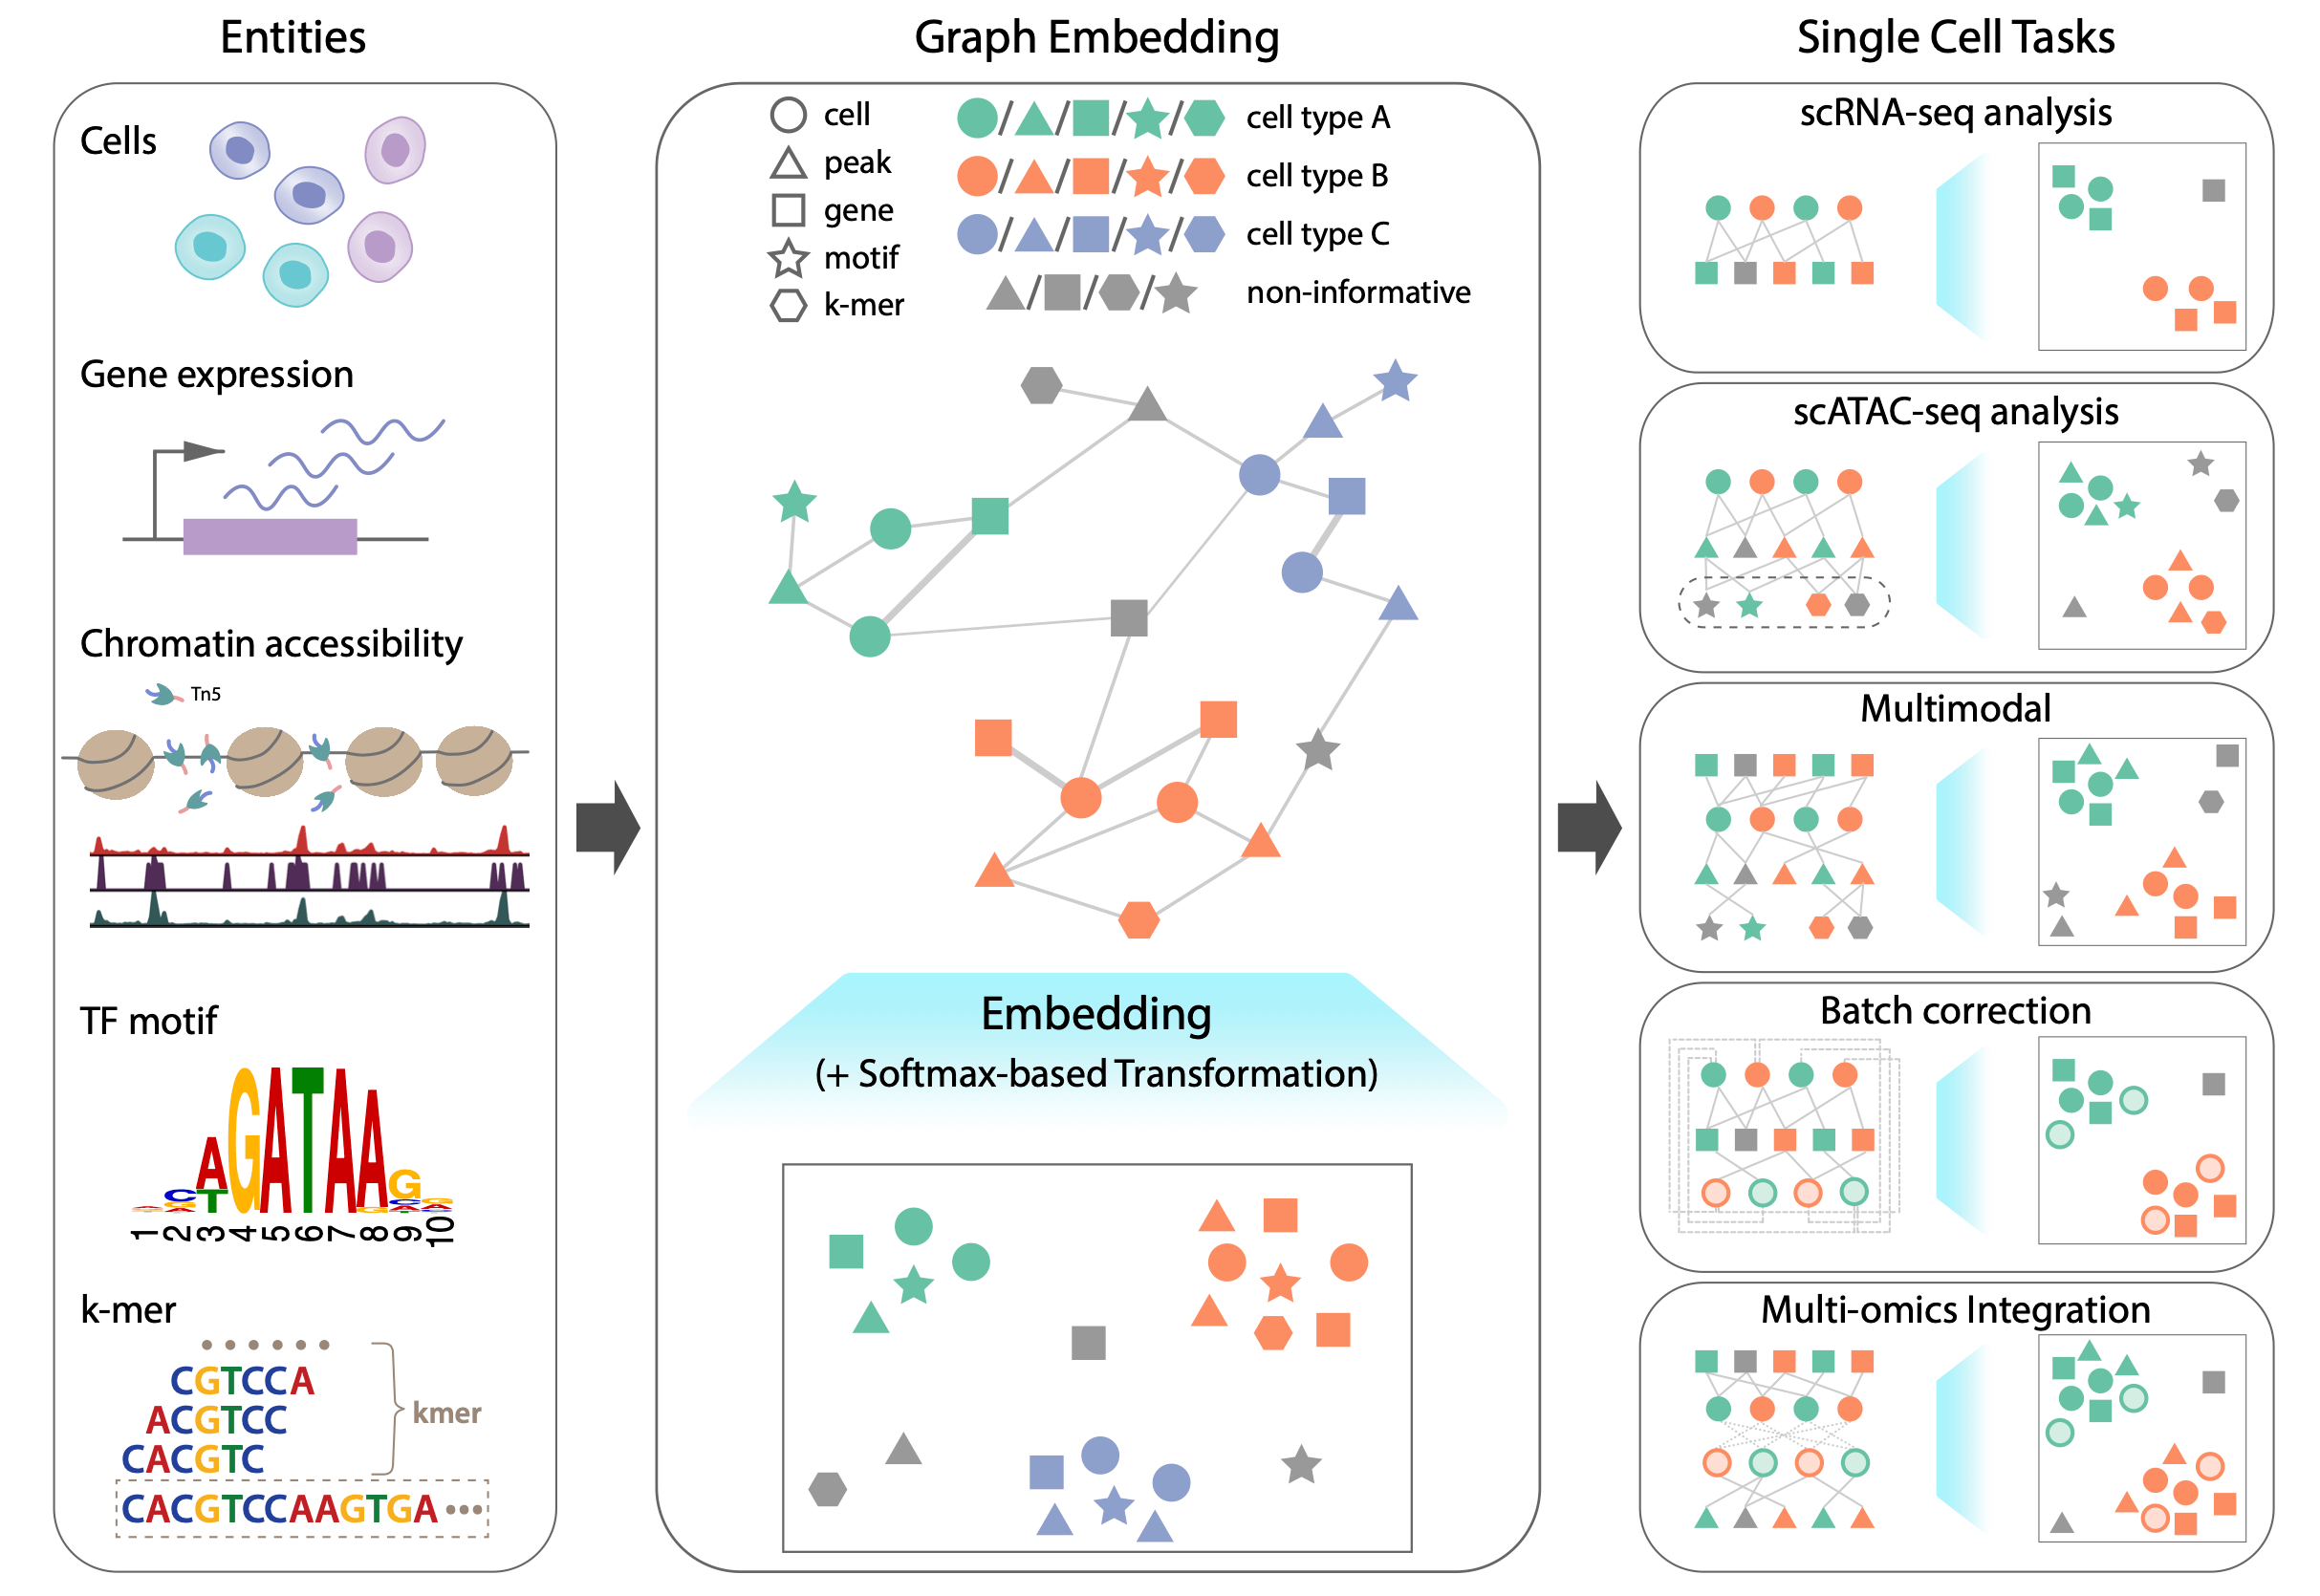 Entities
Cells
Gene expression
Chromatin accessibility
Tn5
TF motif
AGATAAG
CT
1 2 3 4 5 6 7 8 9 10
k-mer
CGTCCA
ACGTCC
CACGTC
kmer
CACGTCCAAGTGA
Graph Embedding
cell
peak
gene
motif
k-mer
cell type A
cell type B
cell type C
non-informative
Embedding
(+ Softmax-based Transformation)
Single Cell Tasks
scRNA-seq analysis
scATAC-seq analysis
Multimodal
Batch correction
Multi-omics Integration